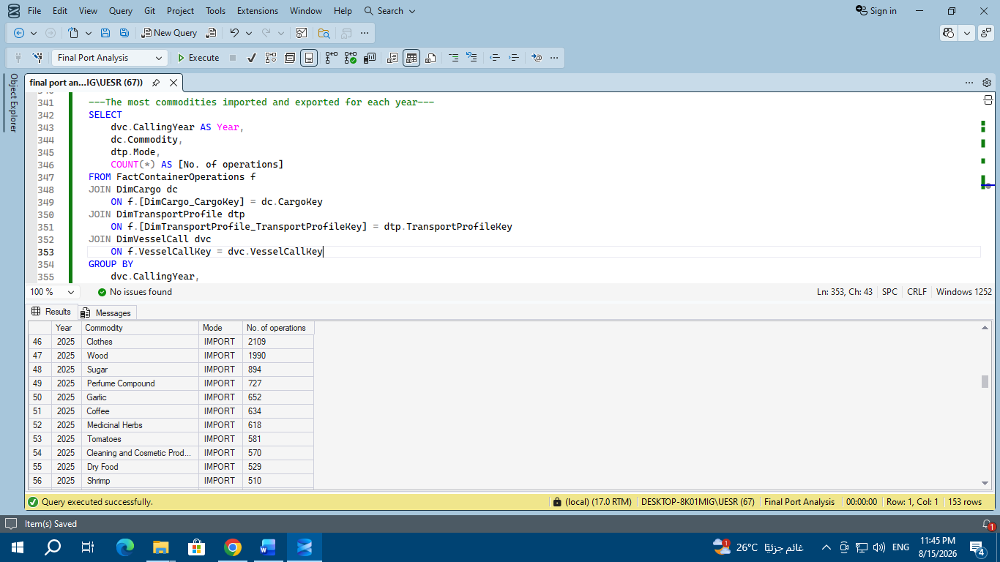 File Edit View Query Git Project Tools Extensions Window Help Search Sign in
New Query
Final Port Analysis Execute
Object Explorer
final port an...IG\UESR (67))
340
341 ---The most commodities imported and exported for each year---
342 SELECT
343 dvc.CallingYear AS Year,
344 dc.Commodity,
345 dtp.Mode,
346 COUNT(*) AS [No. of operations]
347 FROM FactContainerOperations f
348 JOIN DimCargo dc
349 ON f.[DimCargo_CargoKey] = dc.CargoKey
350 JOIN DimTransportProfile dtp
351 ON f.[DimTransportProfile_TransportProfileKey] = dtp.TransportProfileKey
352 JOIN DimVesselCall dvc
353 ON f.VesselCallKey = dvc.VesselCallKey
354 GROUP BY
355 dvc.CallingYear,
100 % No issues found Ln: 353, Ch: 43 SPC CRLF Windows 1252
Results Messages
Year Commodity Mode No. of operations
46 2025 Clothes IMPORT 2109
47 2025 Wood IMPORT 1990
48 2025 Sugar IMPORT 894
49 2025 Perfume Compound IMPORT 727
50 2025 Garlic IMPORT 652
51 2025 Coffee IMPORT 634
52 2025 Medicinal Herbs IMPORT 618
53 2025 Tomatoes IMPORT 581
54 2025 Cleaning and Cosmetic Prod... IMPORT 570
55 2025 Dry Food IMPORT 529
56 2025 Shrimp IMPORT 510
Query executed successfully. (local) (17.0 RTM) DESKTOP-8K01MIG\UESR (67) Final Port Analysis 00:00:00 Row: 1, Col: 1 153 rows
Item(s) Saved 1
1 26°C غائم جزئيًا ENG 11:45 PM
8/15/2026 4